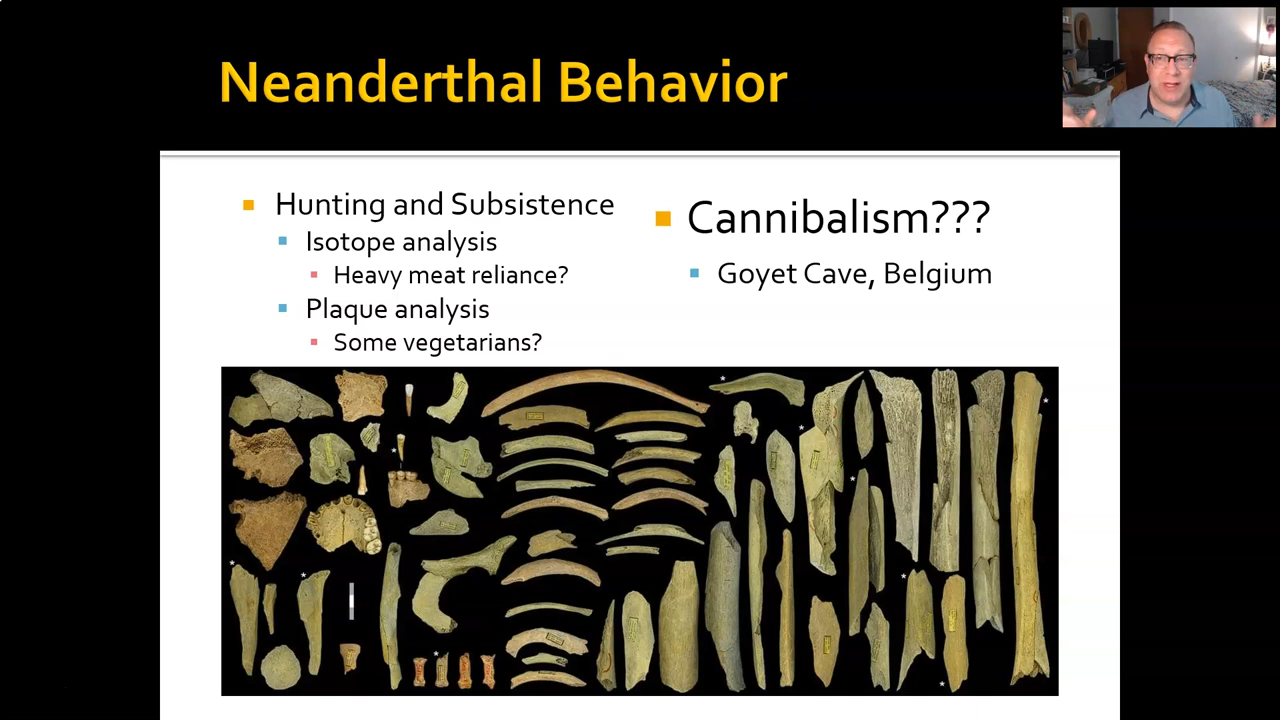 Neanderthal Behavior
Hunting and Subsistence
Isotope analysis
Heavy meat reliance?
Plaque analysis
Some vegetarians?
Cannibalism???
Goyet Cave, Belgium